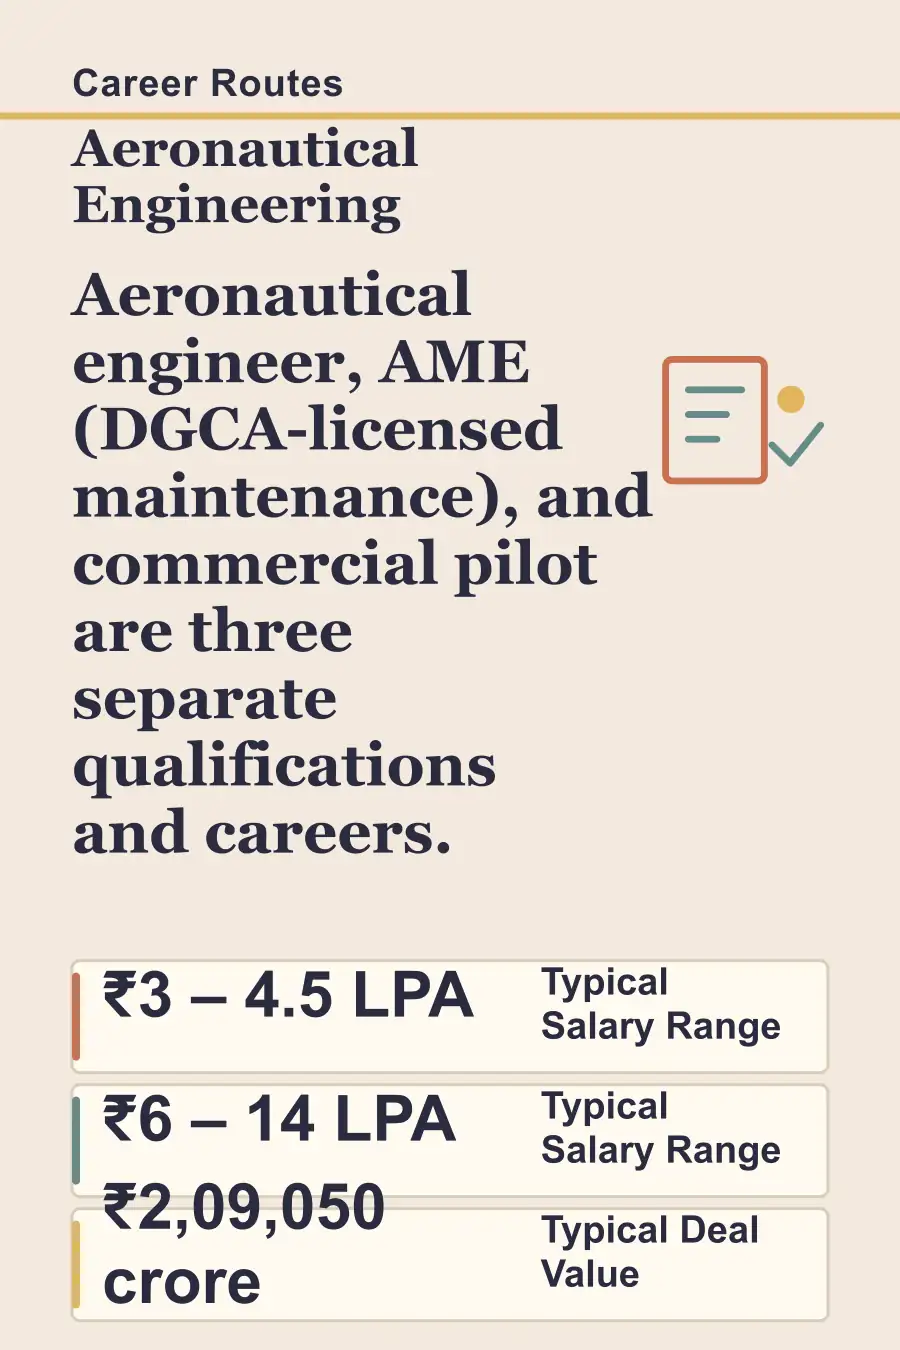 Career Routes
Aeronautical
Engineering
Aeronautical
engineer, AME
(DGCA-licensed
maintenance), and
commercial pilot
are three
separate
qualifications
and careers.
₹3 – 4.5 LPA
Typical
Salary Range
₹6 – 14 LPA
Typical
Salary Range
₹2,09,050
crore
Typical Deal
Value